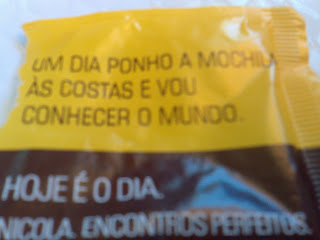 UM DIA PONHO A MOCHILA
ÀS COSTAS E VOU
CONHECER O MUNDO.
HOJE É O DIA.
NICOLA. ENCONTROS PERFEITOS.